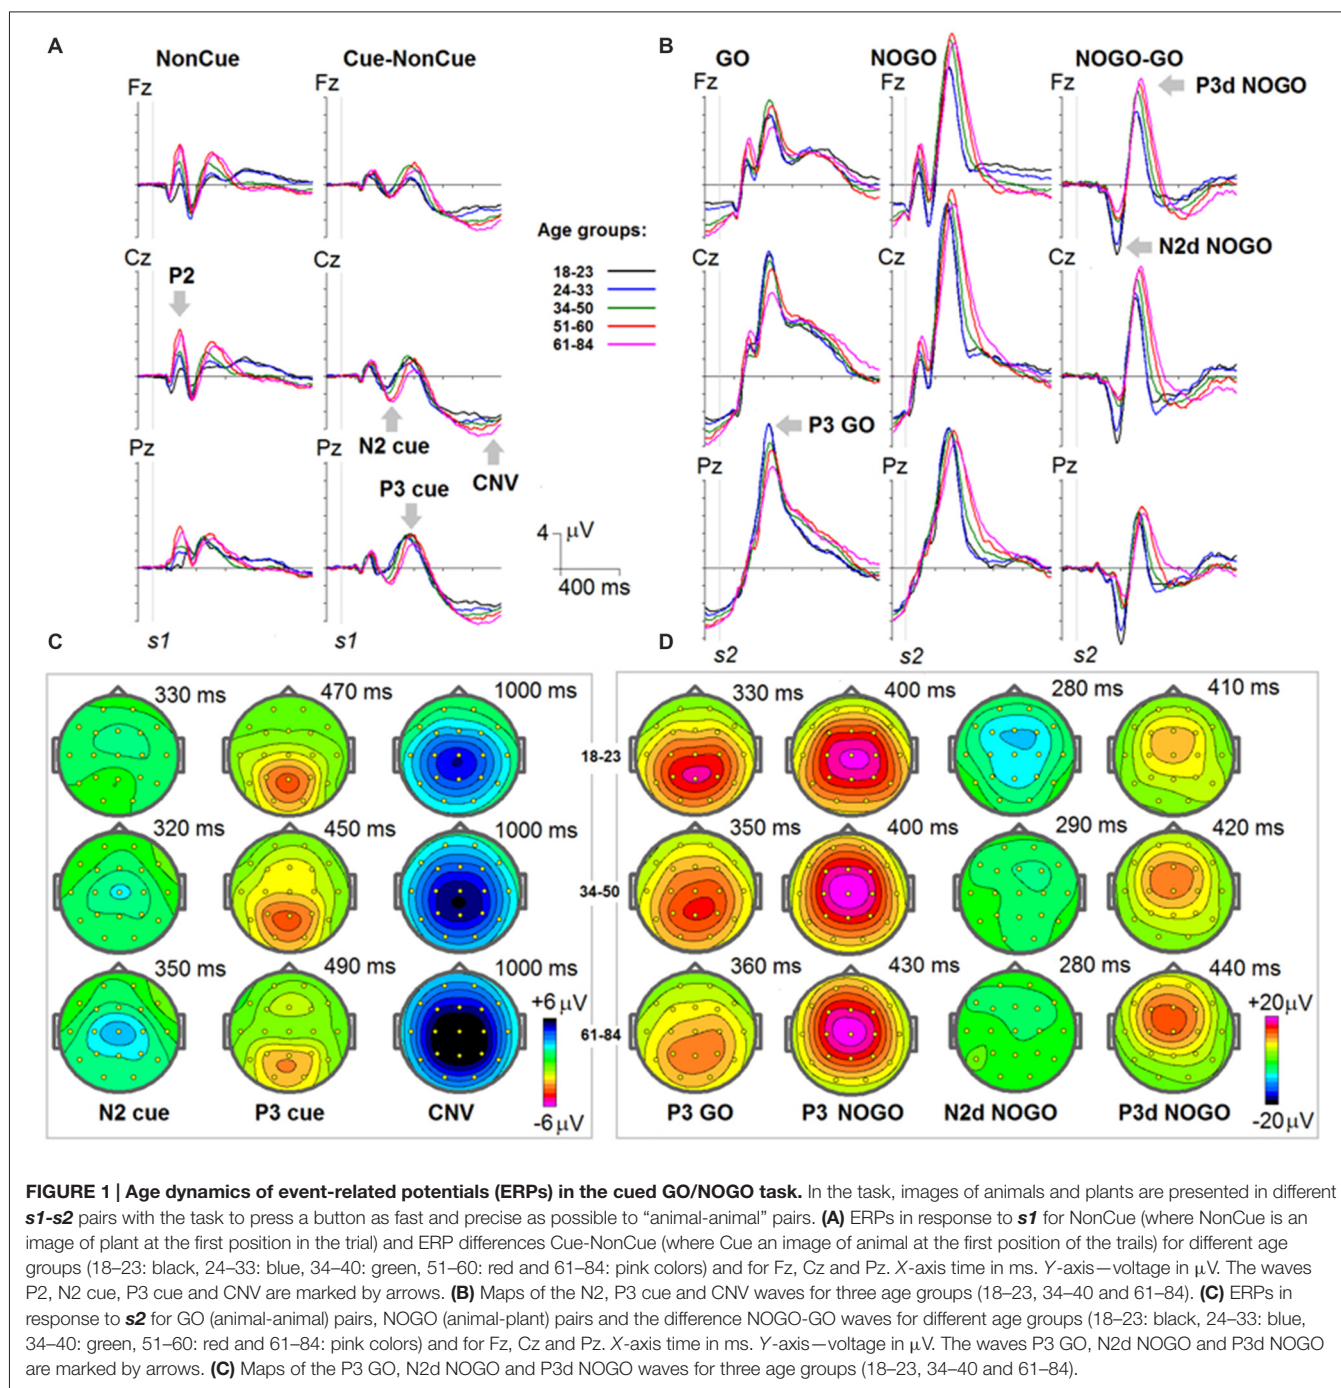 A
B
NonCue
Cue-NonCue
GO
NOGO
NOGO-GO
Fz
Fz
Fz
Fz
Fz
P3d NOGO
Age groups:
18-23
24-33
34-50
51-60
61-84
N2d NOGO
Cz
Cz
Cz
Cz
Cz
P2
N2 cue
CNV
P3 GO
Pz
Pz
Pz
Pz
Pz
P3 cue
4 µV
400 ms
s1
s1
s2
s2
s2
C
D
330 ms
470 ms
1000 ms
330 ms
400 ms
280 ms
410 ms
18-23
320 ms
450 ms
1000 ms
350 ms
400 ms
290 ms
420 ms
34-50
350 ms
490 ms
1000 ms
360 ms
430 ms
280 ms
440 ms
+6 µV
+20µV
61-84
-6 µV
-20µV
N2 cue
P3 cue
CNV
P3 GO
P3 NOGO
N2d NOGO
P3d NOGO
FIGURE 1 | Age dynamics of event-related potentials (ERPs) in the cued GO/NOGO task. In the task, images of animals and plants are presented in different
s1-s2 pairs with the task to press a button as fast and precise as possible to “animal-animal” pairs. (A) ERPs in response to s1 for NonCue (where NonCue is an
image of plant at the first position in the trial) and ERP differences Cue-NonCue (where Cue an image of animal at the first position of the trails) for different age
groups (18–23: black, 24–33: blue, 34–40: green, 51–60: red and 61–84: pink colors) and for Fz, Cz and Pz. X-axis time in ms. Y-axis—voltage in µV. The waves
P2, N2 cue, P3 cue and CNV are marked by arrows. (B) Maps of the N2, P3 cue and CNV waves for three age groups (18–23, 34–40 and 61–84). (C) ERPs in
response to s2 for GO (animal-animal) pairs, NOGO (animal-plant) pairs and the difference NOGO-GO waves for different age groups (18–23: black, 24–33: blue,
34–40: green, 51–60: red and 61–84: pink colors) and for Fz, Cz and Pz. X-axis time in ms. Y-axis—voltage in µV. The waves P3 GO, N2d NOGO and P3d NOGO
are marked by arrows. (C) Maps of the P3 GO, N2d NOGO and P3d NOGO waves for three age groups (18–23, 34–40 and 61–84).